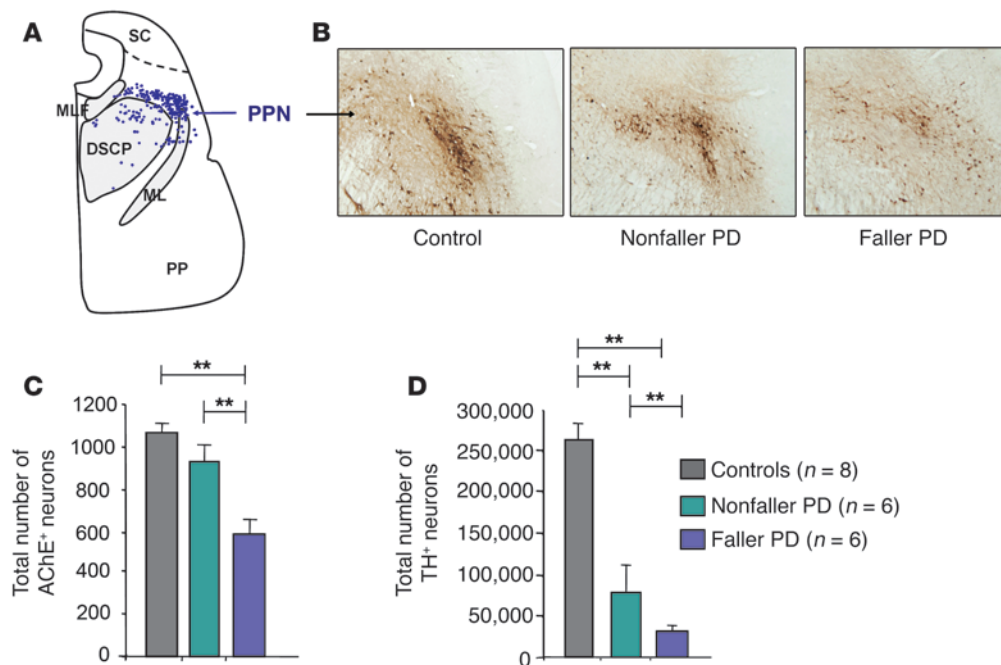 A
SC
MLF
PPN
DSCP
ML
PP
B
Control
Nonfaller PD
Faller PD
C
**
**
Total number of
AChE⁺ neurons
1200
1000
800
600
400
200
0
D
**
**
**
Total number of
TH⁺ neurons
300,000
250,000
200,000
150,000
100,000
50,000
0
Controls (n = 8)
Nonfaller PD (n = 6)
Faller PD (n = 6)